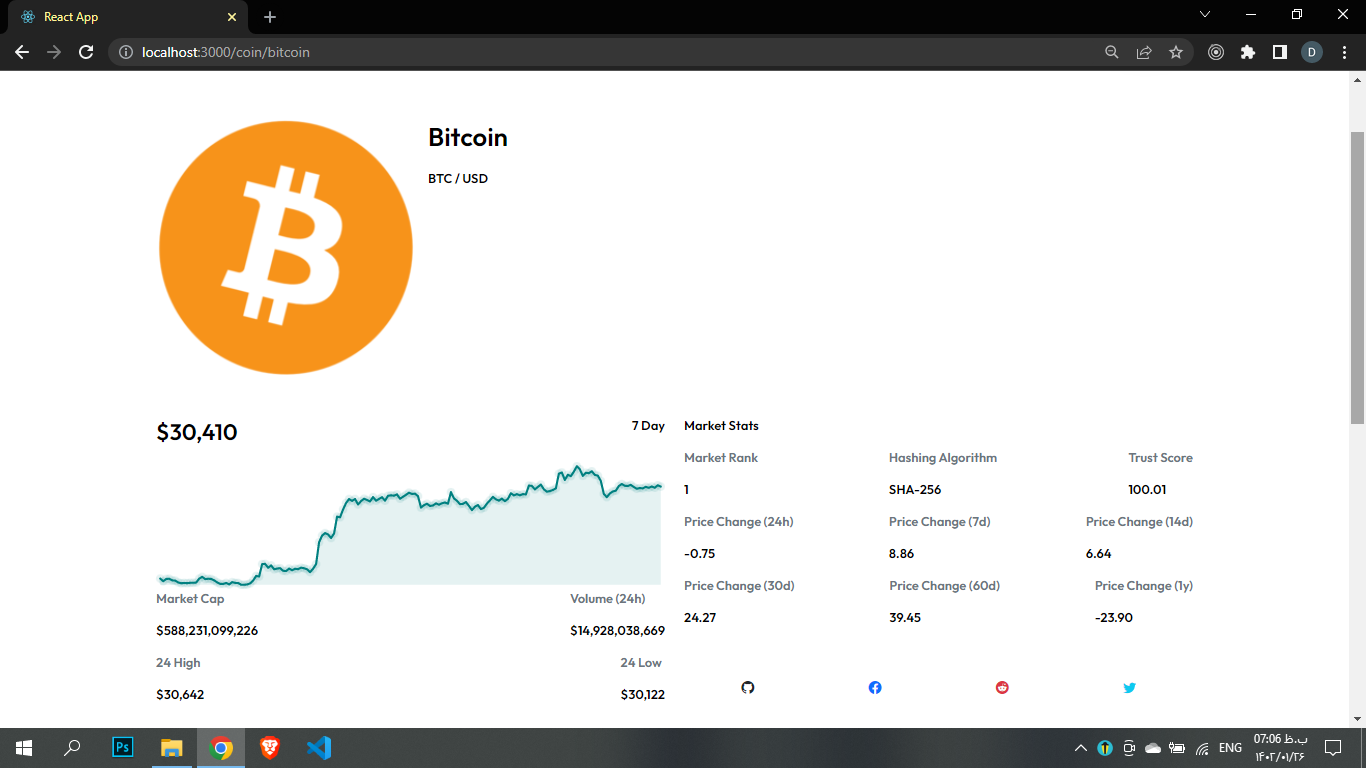 React App
localhost:3000/coin/bitcoin
D
Bitcoin
BTC / USD
$30,410
7 Day
Market Cap
Volume (24h)
$588,231,099,226
$14,928,038,669
24 High
24 Low
$30,642
$30,122
Market Stats
Market Rank
Hashing Algorithm
Trust Score
1
SHA-256
100.01
Price Change (24h)
Price Change (7d)
Price Change (14d)
-0.75
8.86
6.64
Price Change (30d)
Price Change (60d)
Price Change (1y)
24.27
39.45
-23.90
Ps
ENG
07:06 ب.ظ
۱۴۰۲/۰۱/۲۶